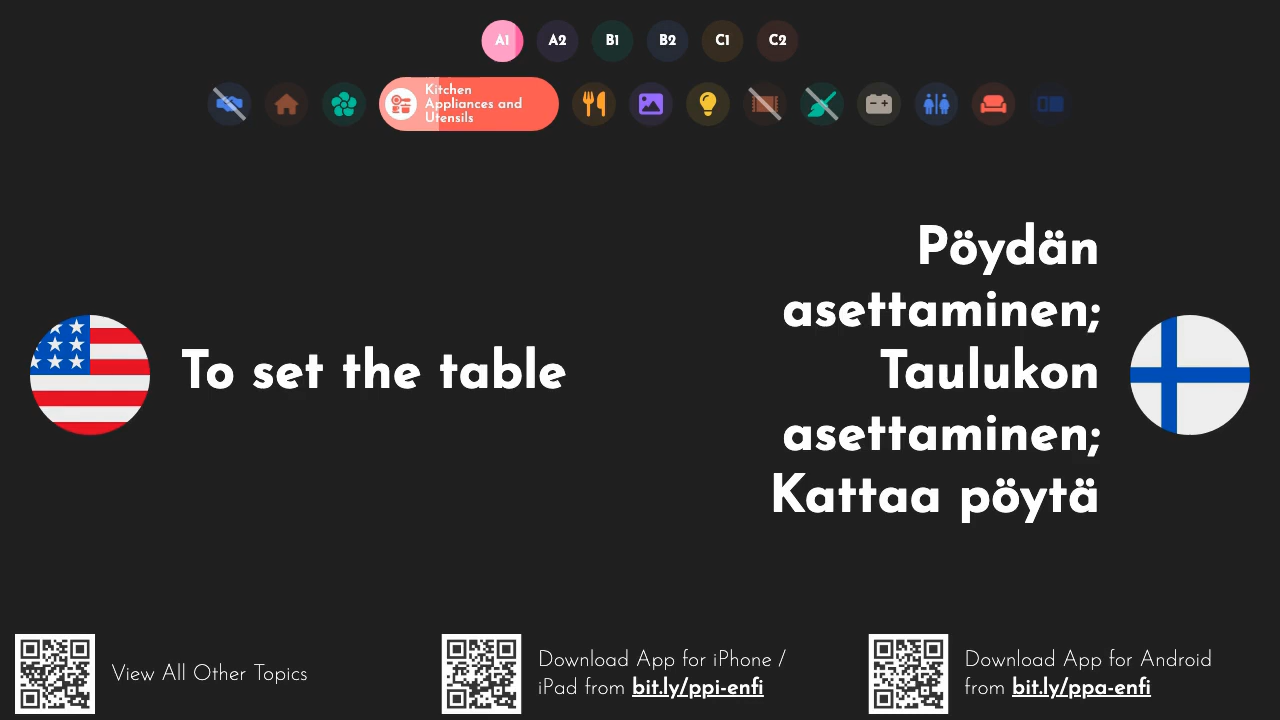 A1 A2 B1 B2 C1 C2
Kitchen
Appliances and
Utensils
To set the table
Pöydän
asettaminen;
Taulukon
asettaminen;
Kattaa pöytä
View All Other Topics
Download App for iPhone /
iPad from bit.ly/ppi-enfi
Download App for Android
from bit.ly/ppa-enfi